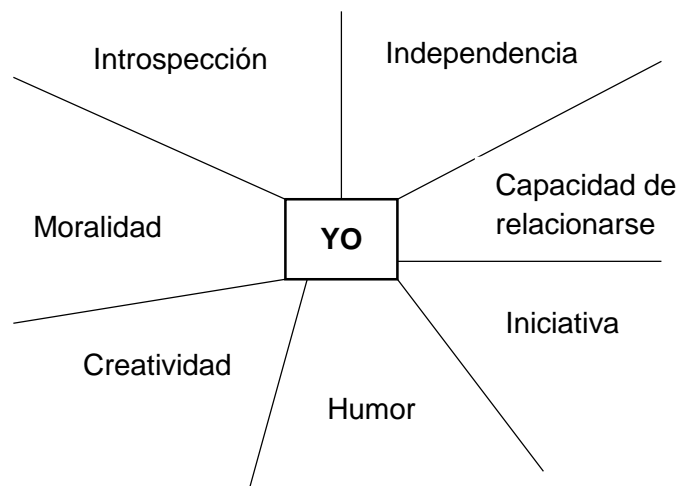 Introspección
Independencia
Capacidad de
relacionarse
Moralidad
YO
Iniciativa
Creatividad
Humor